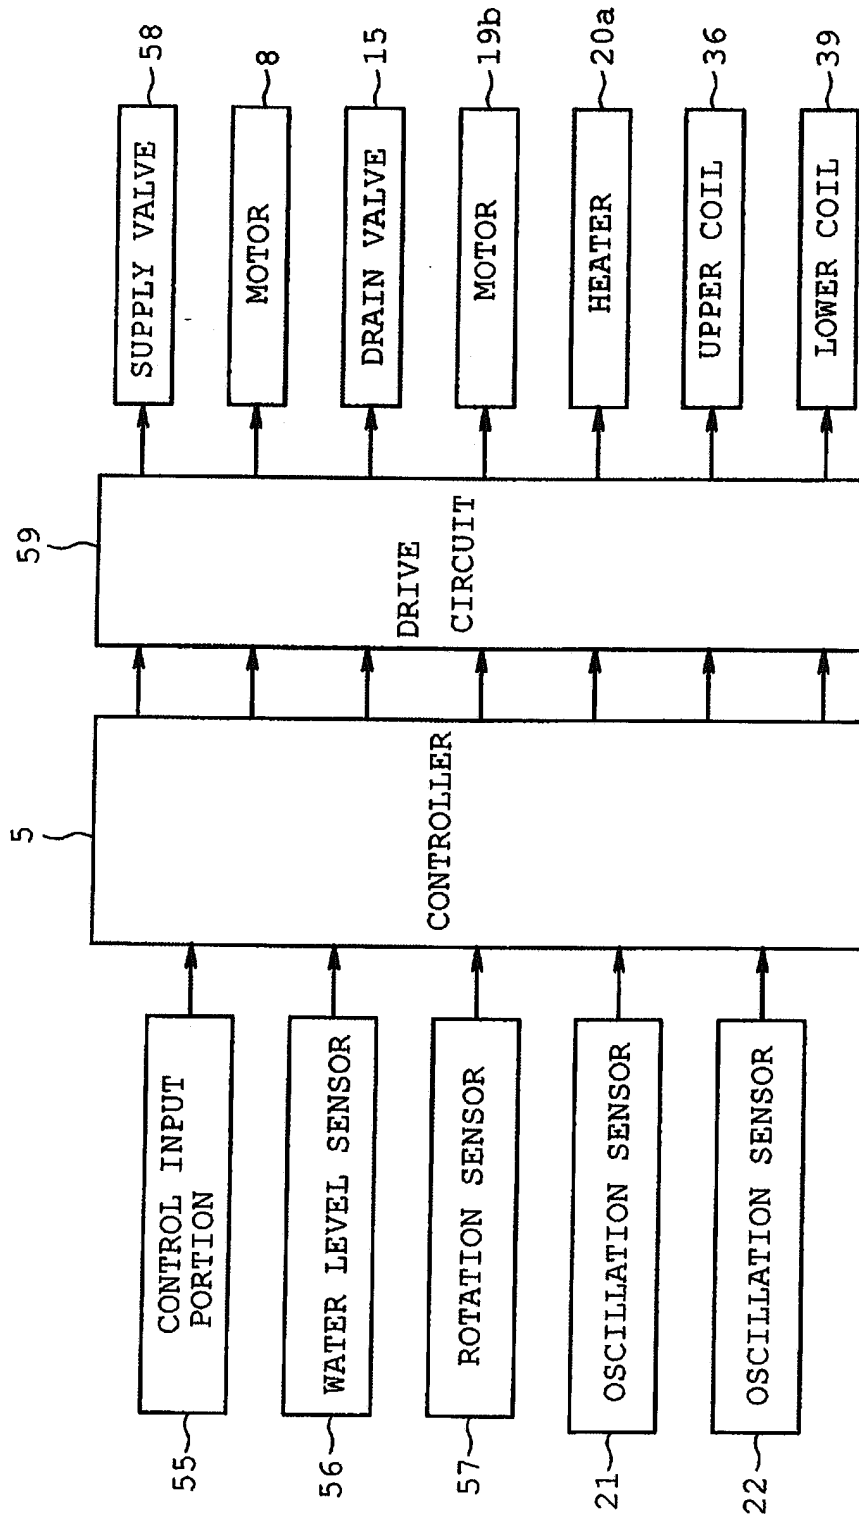 55
CONTROL INPUT
PORTION
56
WATER LEVEL SENSOR
57
ROTATION SENSOR
21
OSCILLATION SENSOR
22
OSCILLATION SENSOR
5
CONTROLLER
59
DRIVE
CIRCUIT
SUPPLY VALVE
58
MOTOR
8
DRAIN VALVE
15
MOTOR
19b
HEATER
20a
UPPER COIL
36
LOWER COIL
39